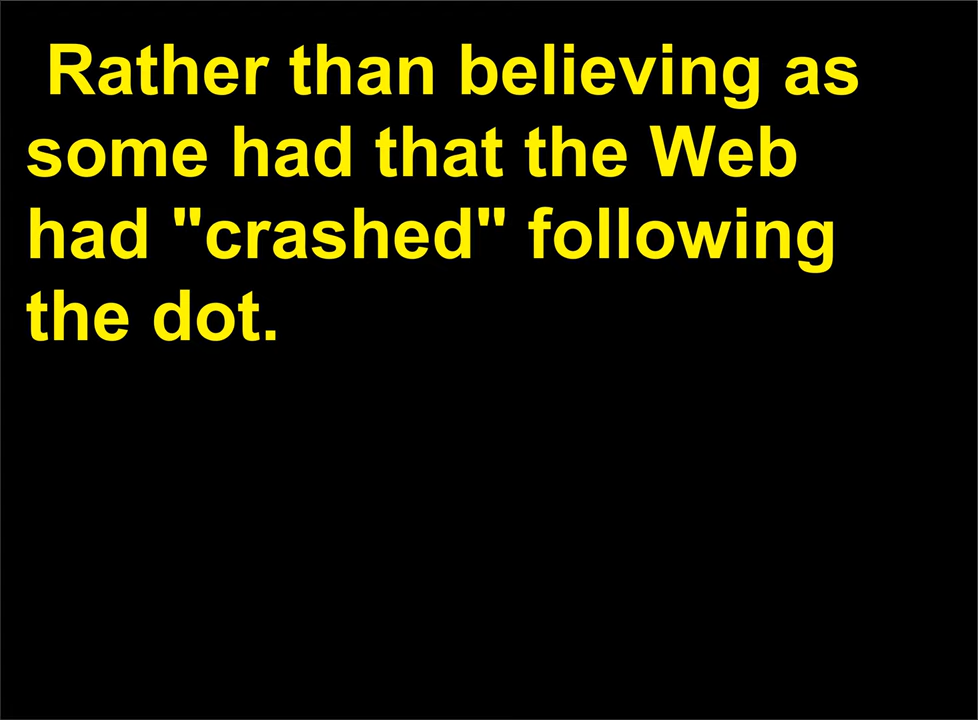 Rather than believing as
some had that the Web
had "crashed" following
the dot.